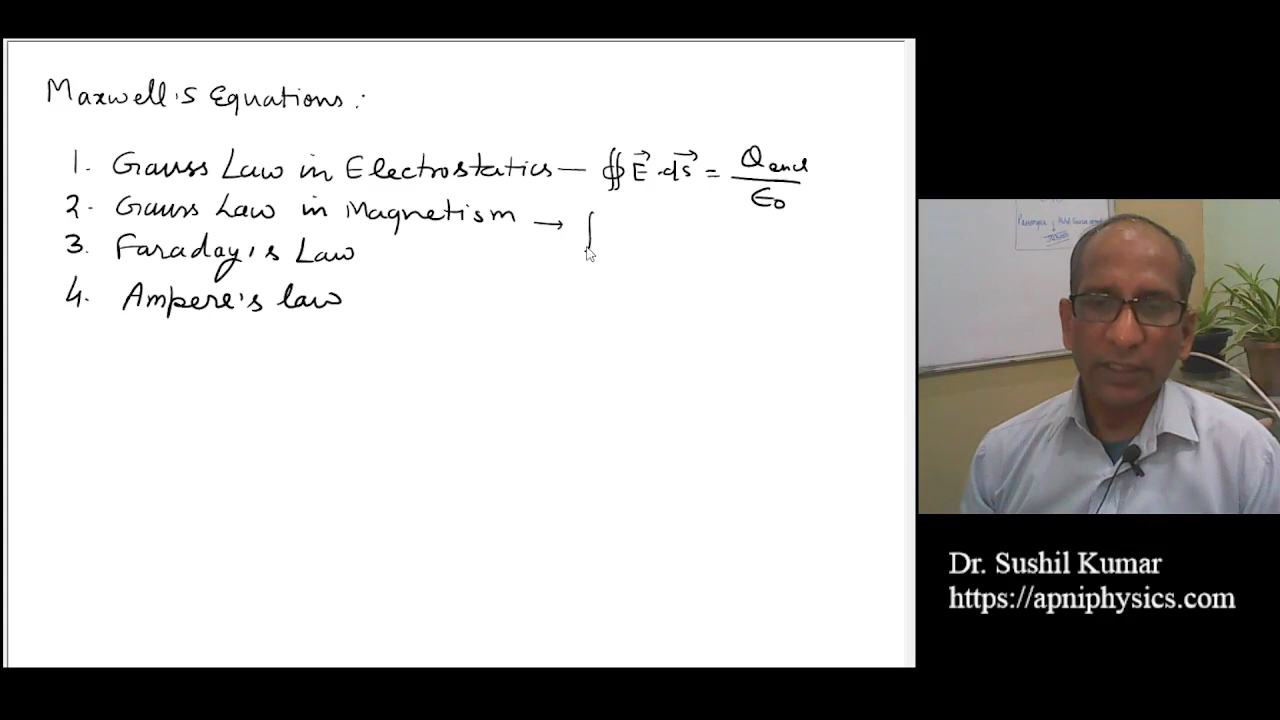 Maxwell's Equations :
1. Gauss Law in Electrostatics — ∯ E⃗ · ds⃗ = Qencl / ε0
2. Gauss Law in Magnetism → ∫
3. Faraday's Law
4. Ampere's law
Dr. Sushil Kumar
https://apniphysics.com